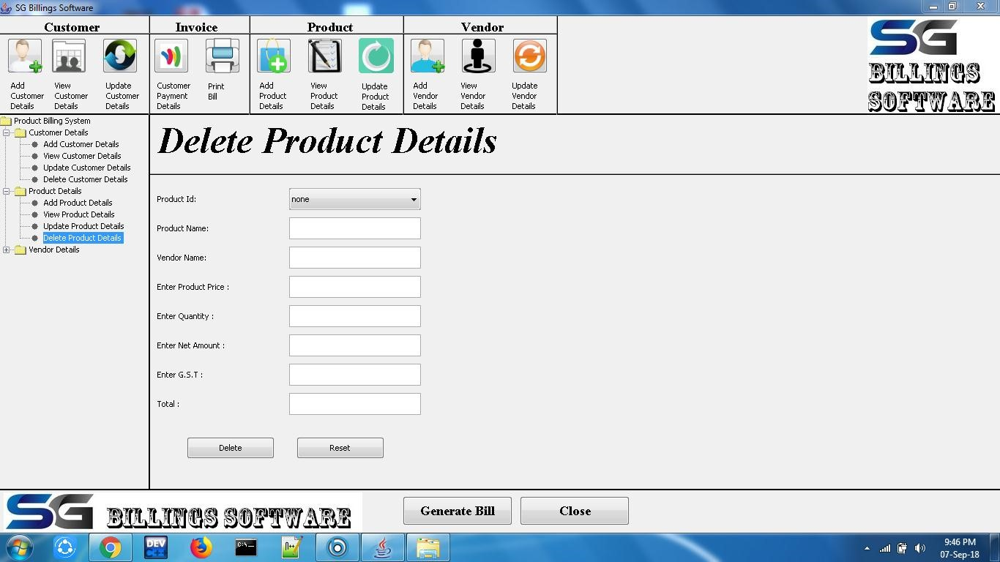 SG Billings Software
Customer
Invoice
Product
Vendor
Add
Customer
Details
View
Customer
Details
Update
Customer
Details
Customer
Payment
Details
Print
Bill
Add
Product
Details
View
Product
Details
Update
Product
Details
Add
Vendor
Details
View
Vendor
Details
Update
Vendor
Details
SG
BILLINGS
SOFTWARE
Product Billing System
Customer Details
Add Customer Details
View Customer Details
Update Customer Details
Delete Customer Details
Product Details
Add Product Details
View Product Details
Update Product Details
Delete Product Details
Vendor Details
Delete Product Details
Product Id:
none
Product Name:
Vendor Name:
Enter Product Price :
Enter Quantity :
Enter Net Amount :
Enter G.S.T :
Total :
Delete
Reset
SG BILLINGS SOFTWARE
Generate Bill
Close
DEV
C++
C:\
N++
9:46 PM
07-Sep-18